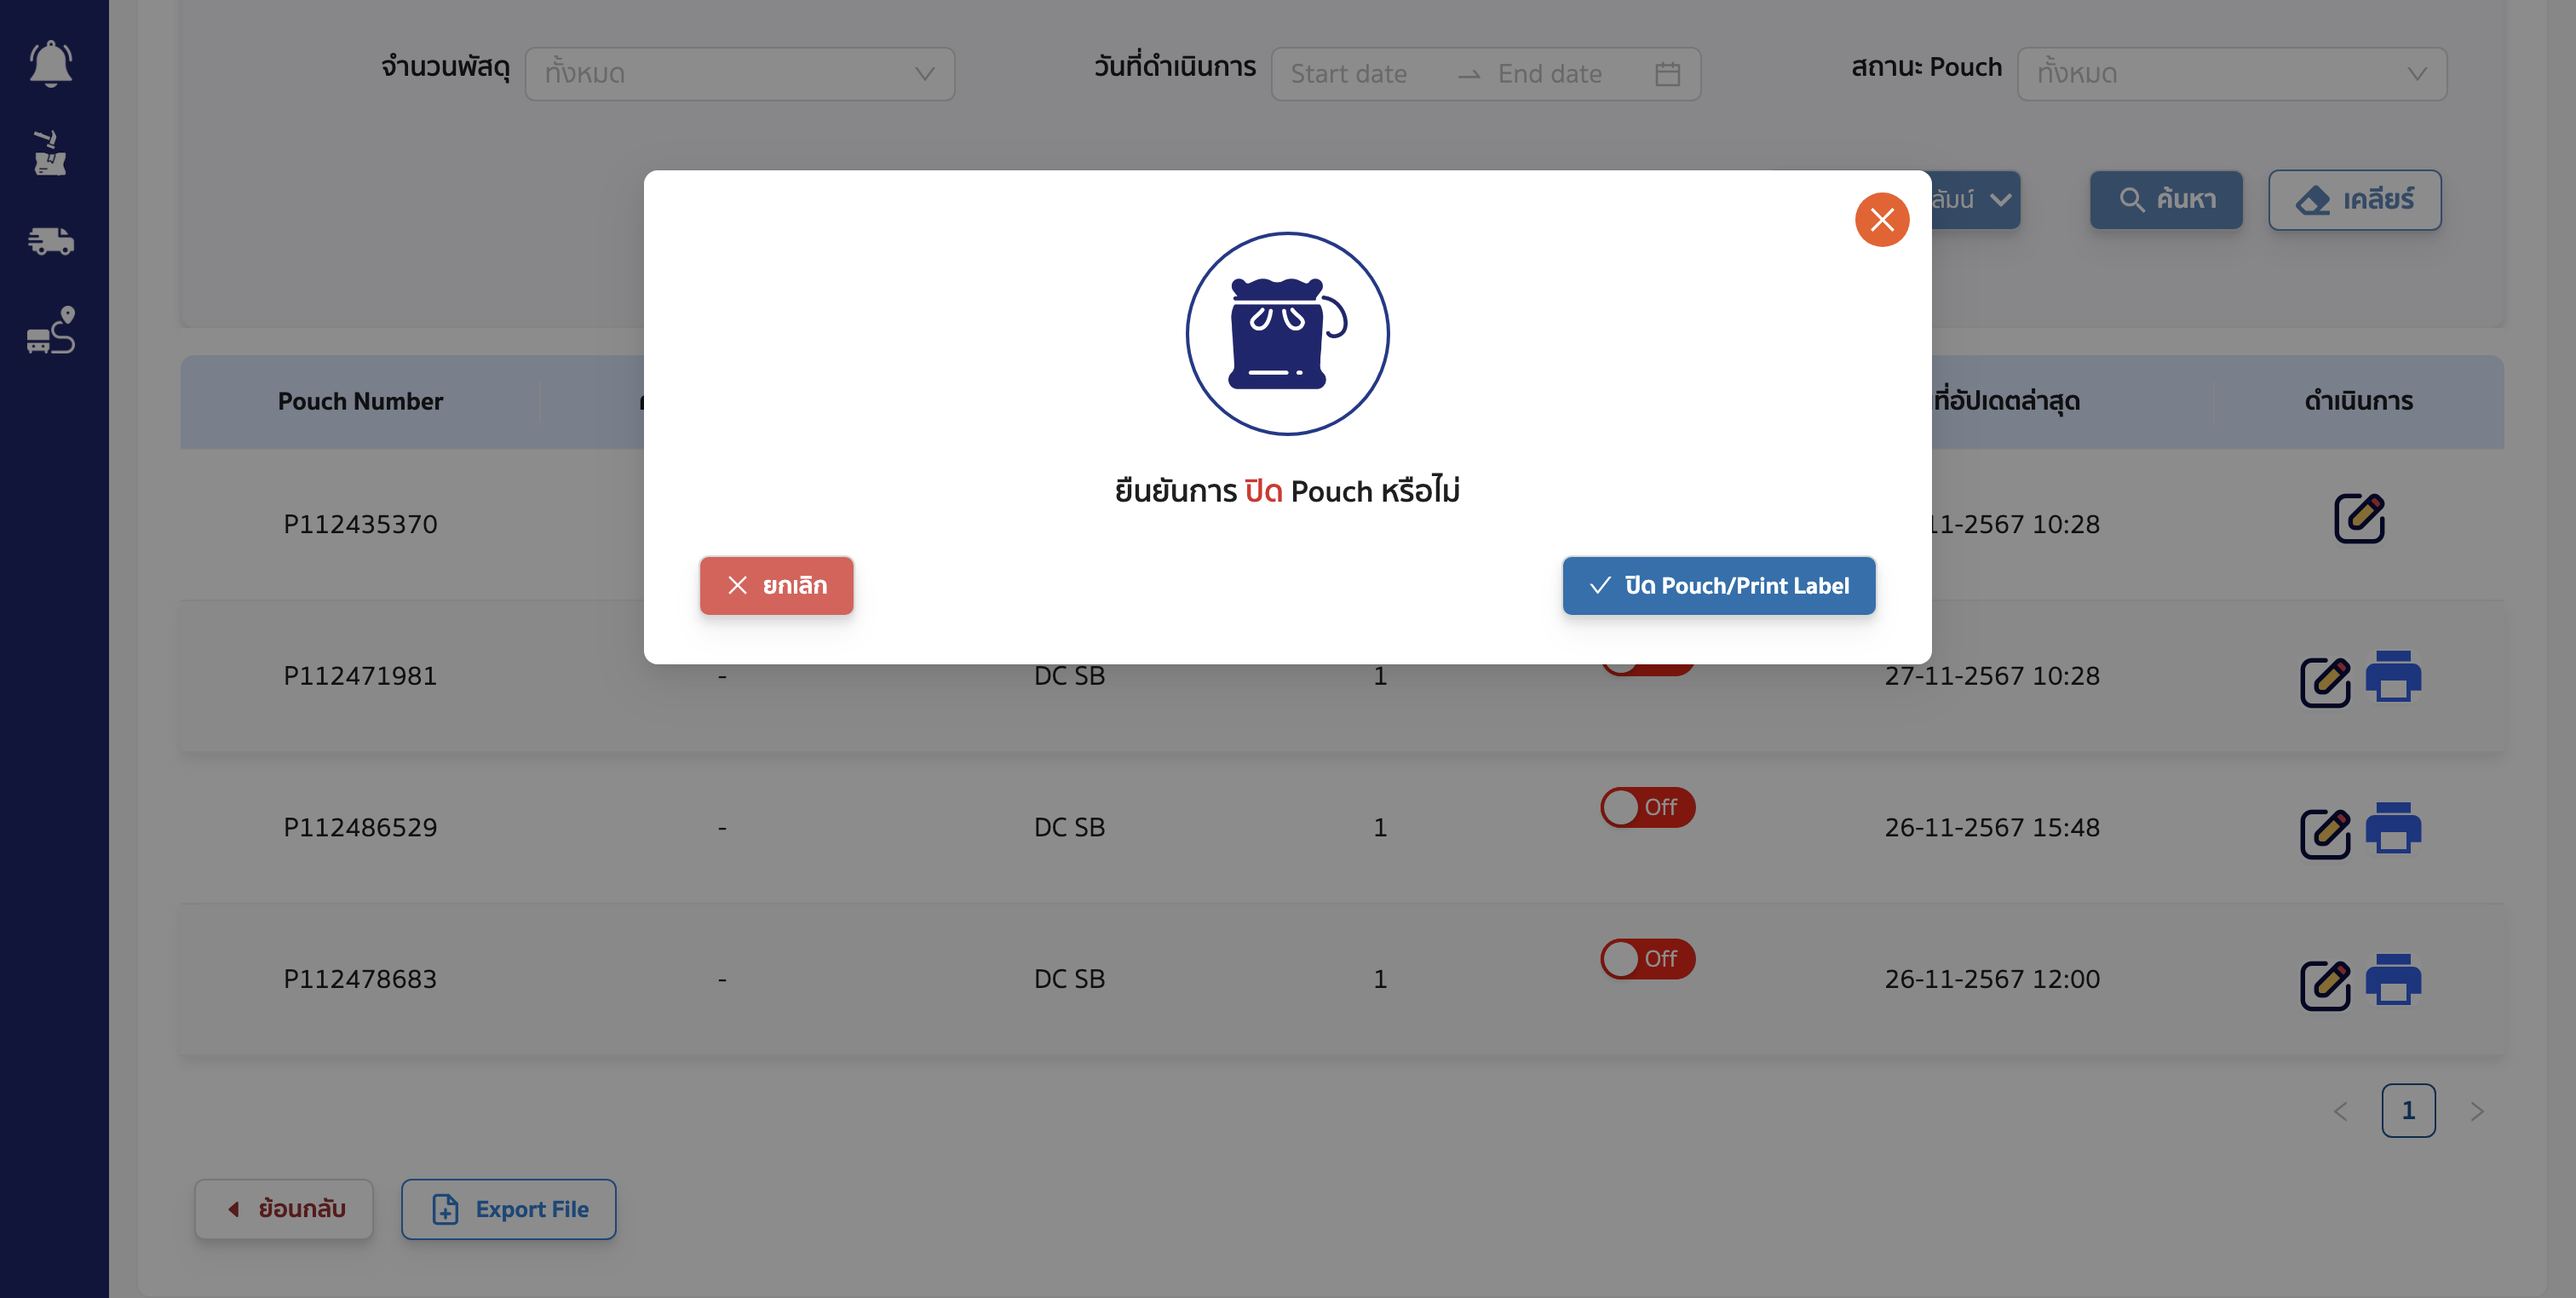 จำนวนพัสดุ ทั้งหมด วันที่ดำเนินการ Start date End date สถานะ Pouch ทั้งหมด
ลัมน์ ค้นหา เคลียร์
Pouch Number ที่อัปเดตล่าสุด ดำเนินการ
ยืนยันการ ปิด Pouch หรือไม่
P112435370 11-2567 10:28
ยกเลิก ปิด Pouch/Print Label
P112471981 - DC SB 1 27-11-2567 10:28
P112486529 - DC SB 1 Off 26-11-2567 15:48
P112478683 - DC SB 1 Off 26-11-2567 12:00
1
ย้อนกลับ Export File